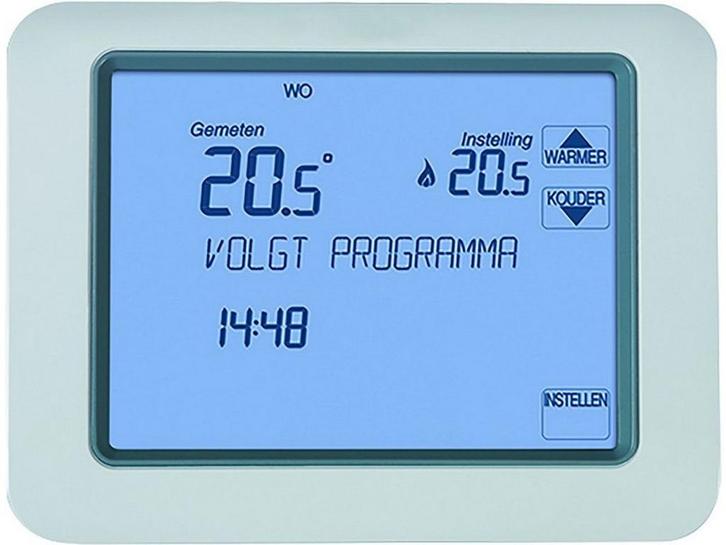 WO
Gemeten
Instelling
20.5°
20.5
WARMER
KOUDER
VOLGT PROGRAMMA
14:48
INSTELLEN